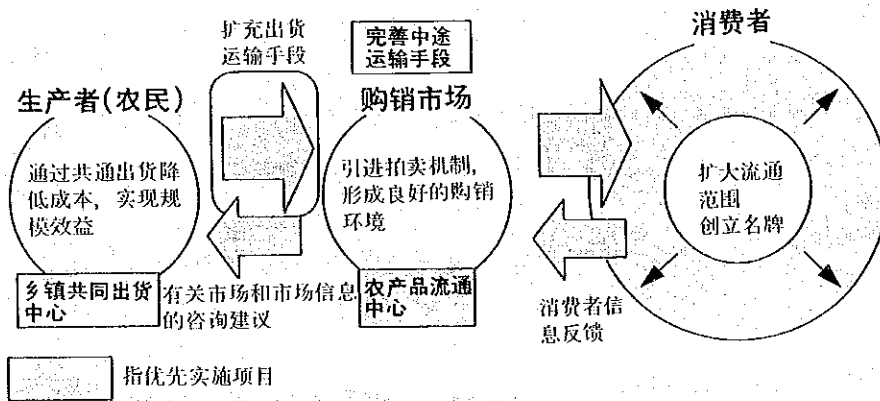 扩充出货
运输手段
完善中途
运输手段
消费者
生产者(农民)
购销市场
通过共通出货降
低成本，实现规
模效益
引进拍卖机制，
形成良好的购销
环境
扩大流通
范围
创立名牌
乡镇共同出货
中心
有关市场和市场信息
的咨询建议
农产品流通
中心
消费者信
息反馈
指优先实施项目